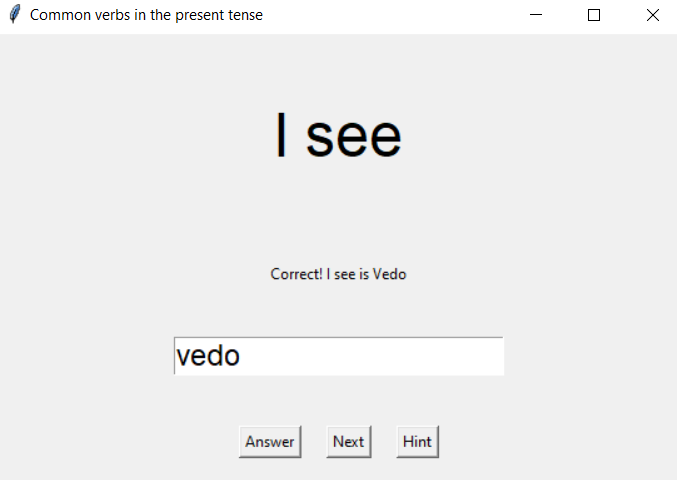 Common verbs in the present tense
I see
Correct! I see is Vedo
vedo
Answer Next Hint